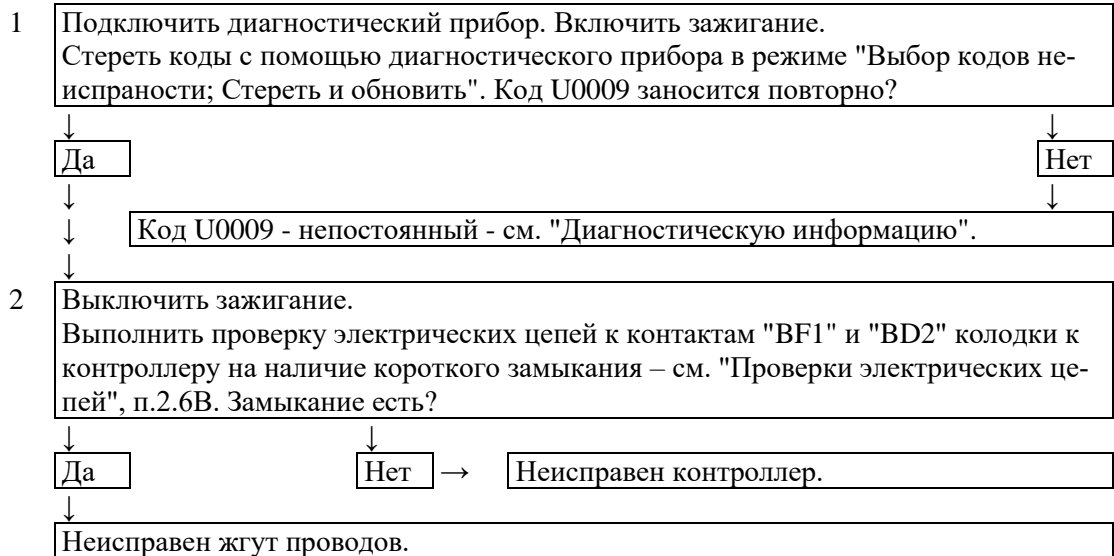 1 Подключить диагностический прибор. Включить зажигание.
Стереть коды с помощью диагностического прибора в режиме "Выбор кодов не-
испраности; Стереть и обновить". Код U0009 заносится повторно?
↓ ↓
Да Нет
↓ ↓
↓ Код U0009 - непостоянный - см. "Диагностическую информацию".
↓
2 Выключить зажигание.
Выполнить проверку электрических цепей к контактам "BF1" и "BD2" колодки к
контроллеру на наличие короткого замыкания – см. "Проверки электрических це-
пей", п.2.6В. Замыкание есть?
↓ ↓
Да Нет → Неисправен контроллер.
↓
Неисправен жгут проводов.